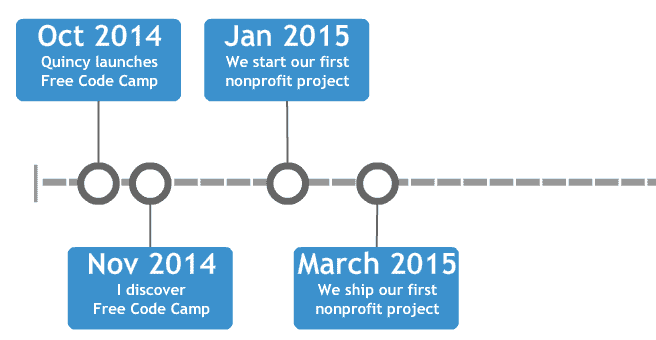 Oct 2014
Quincy launches
Free Code Camp
Jan 2015
We start our first
nonprofit project
Nov 2014
I discover
Free Code Camp
March 2015
We ship our first
nonprofit project